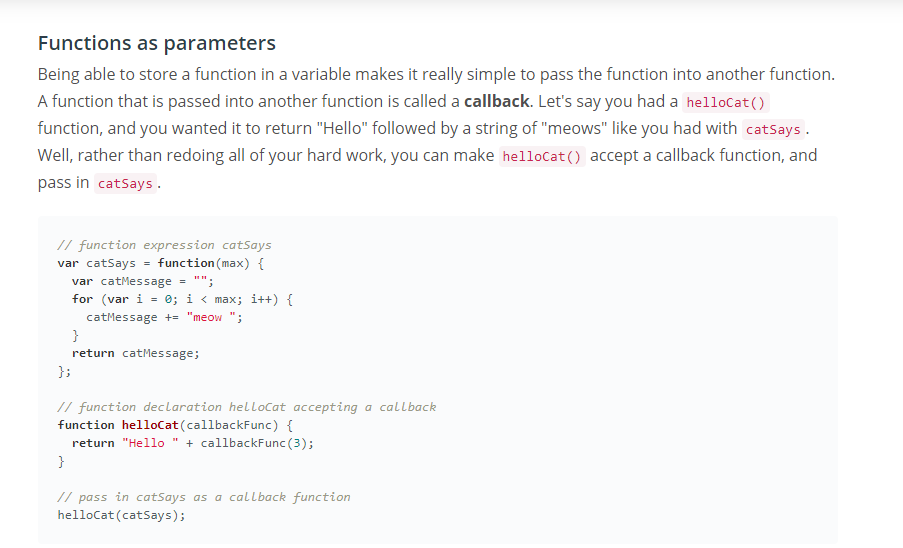 Functions as parameters
Being able to store a function in a variable makes it really simple to pass the function into another function.
A function that is passed into another function is called a callback. Let's say you had a helloCat()
function, and you wanted it to return "Hello" followed by a string of "meows" like you had with catSays.
Well, rather than redoing all of your hard work, you can make helloCat() accept a callback function, and
pass in catSays.
// function expression catSays
var catSays = function(max) {
  var catMessage = "";
  for (var i = 0; i < max; i++) {
    catMessage += "meow ";
  }
  return catMessage;
};
// function declaration helloCat accepting a callback
function helloCat(callbackFunc) {
  return "Hello " + callbackFunc(3);
}
// pass in catSays as a callback function
helloCat(catSays);